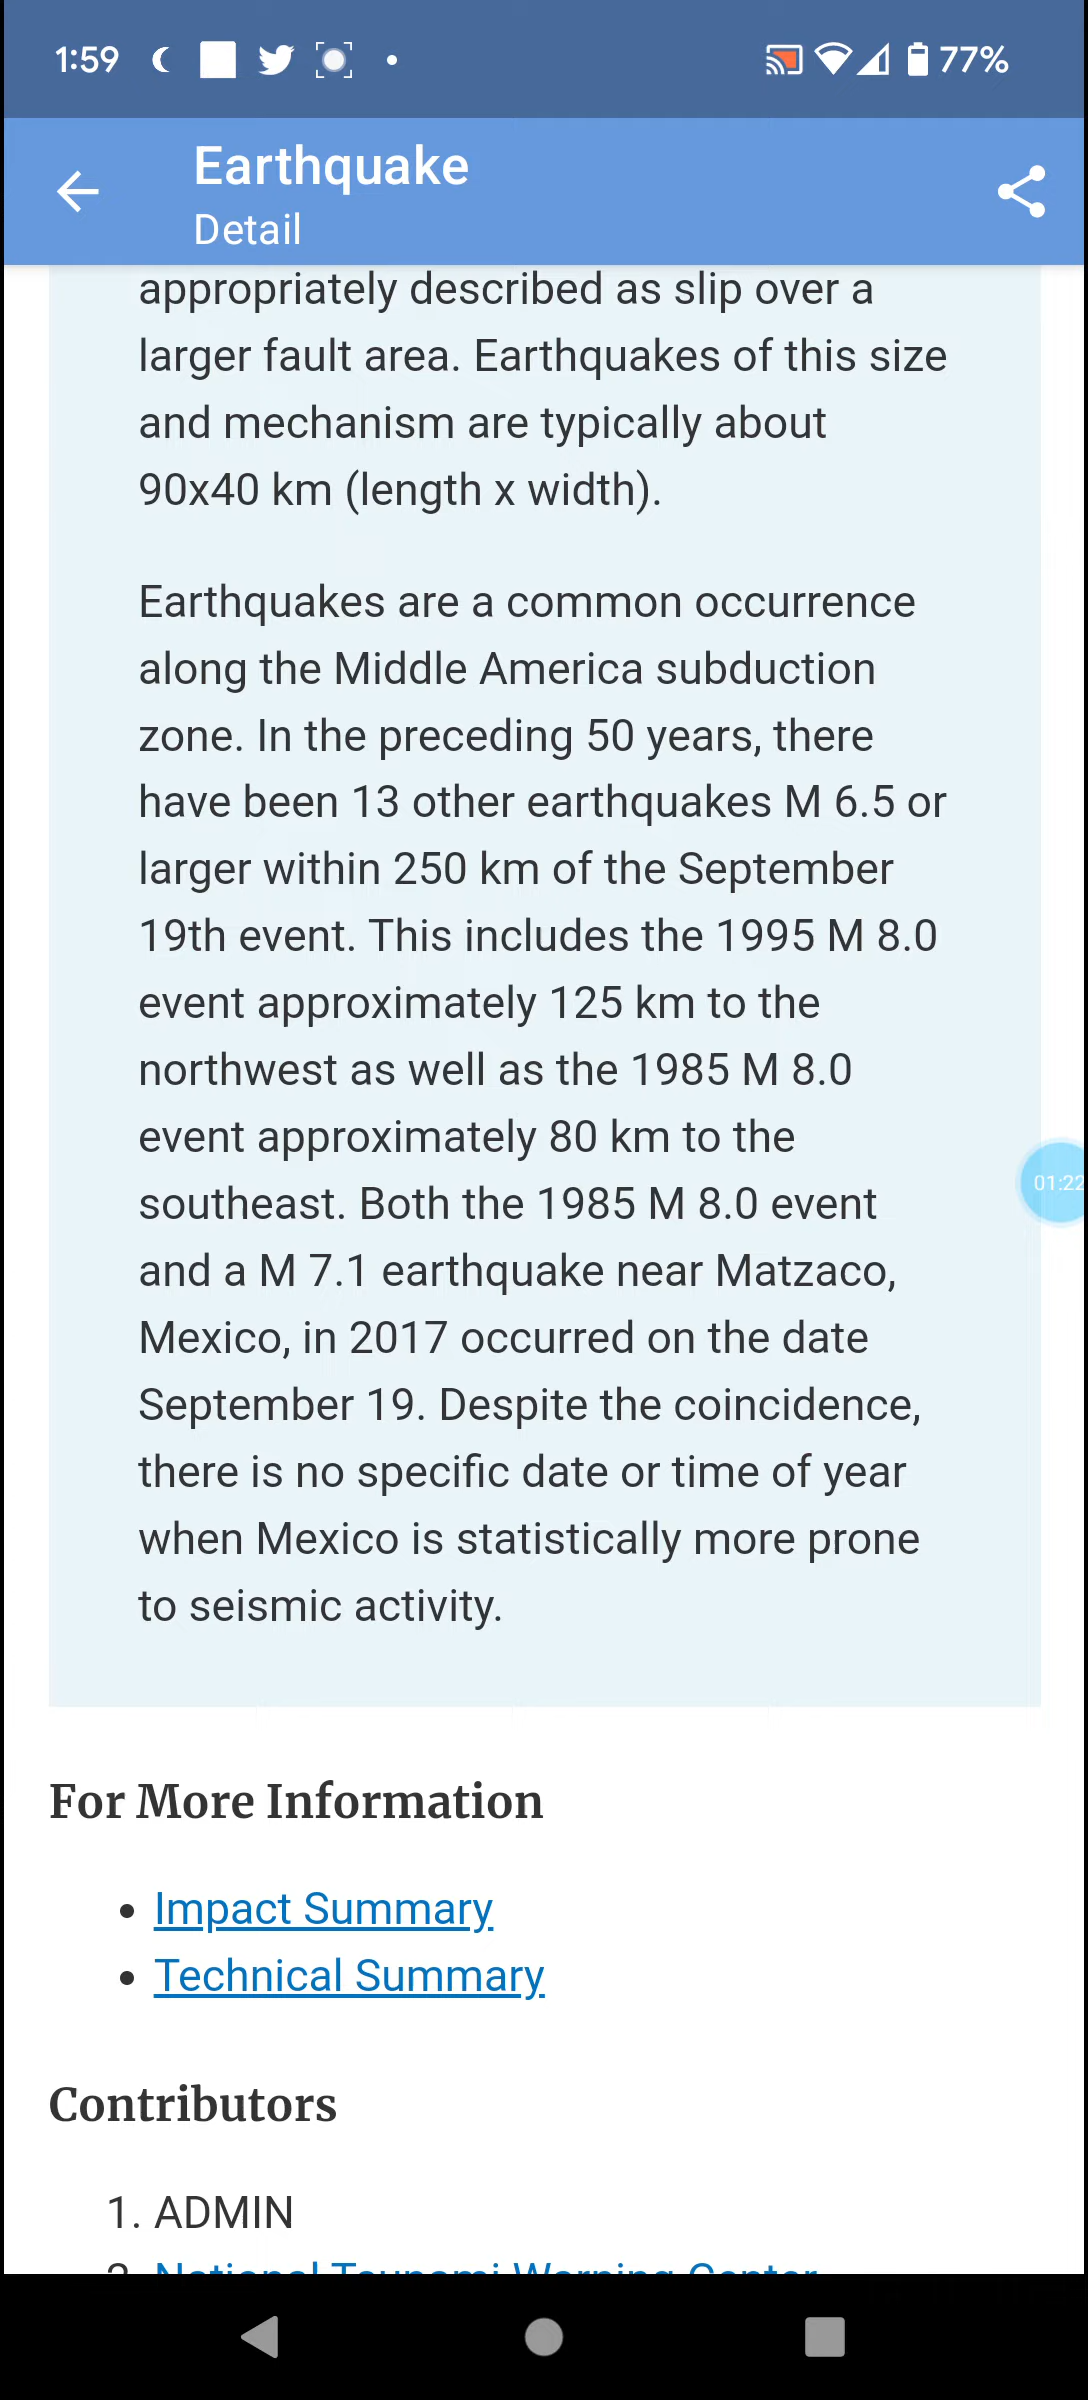 1:59
77%
Earthquake
Detail
appropriately described as slip over a
larger fault area. Earthquakes of this size
and mechanism are typically about
90x40 km (length x width).
Earthquakes are a common occurrence
along the Middle America subduction
zone. In the preceding 50 years, there
have been 13 other earthquakes M 6.5 or
larger within 250 km of the September
19th event. This includes the 1995 M 8.0
event approximately 125 km to the
northwest as well as the 1985 M 8.0
event approximately 80 km to the
southeast. Both the 1985 M 8.0 event
01:22
and a M 7.1 earthquake near Matzaco,
Mexico, in 2017 occurred on the date
September 19. Despite the coincidence,
there is no specific date or time of year
when Mexico is statistically more prone
to seismic activity.
For More Information
• Impact Summary
• Technical Summary
Contributors
1. ADMIN
2. National Tsunami Warning Center